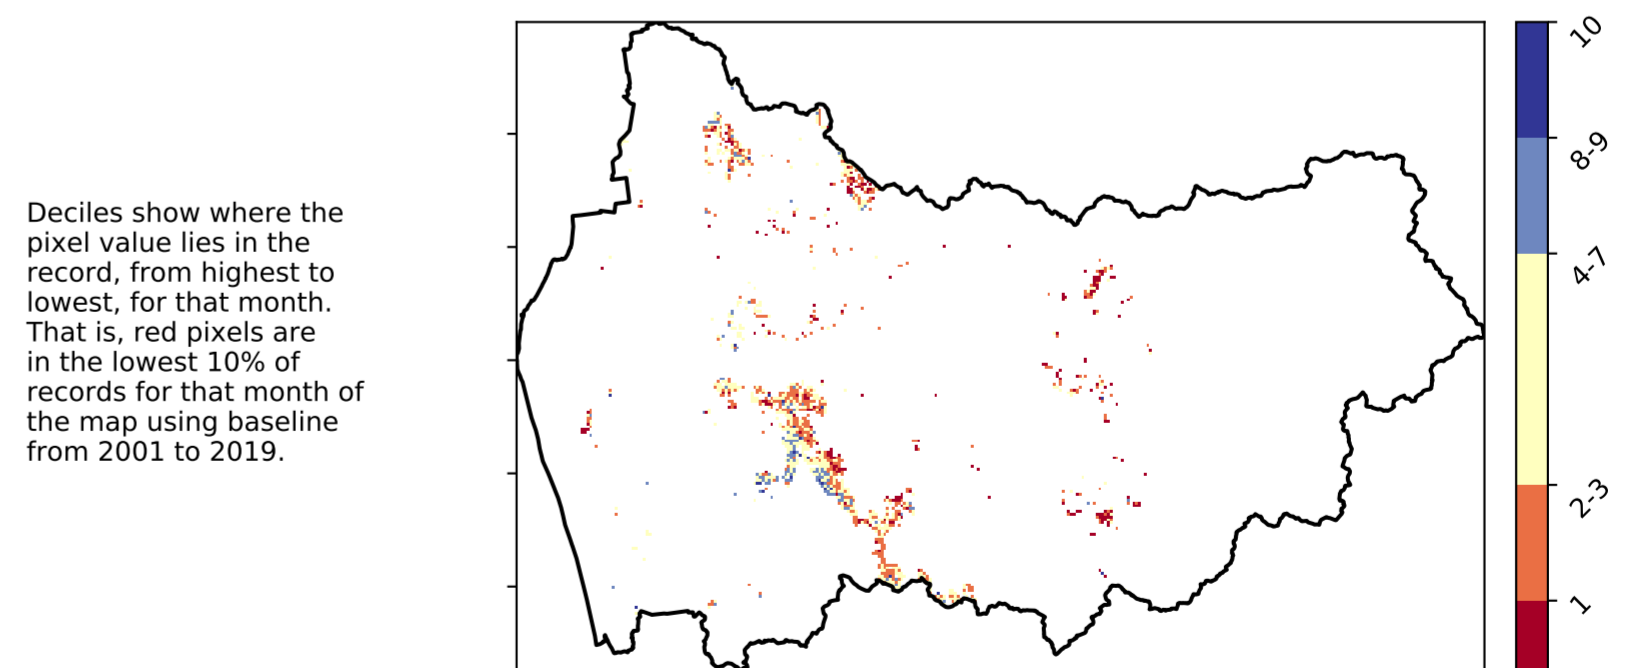 Deciles show where the
pixel value lies in the
record, from highest to
lowest, for that month.
That is, red pixels are
in the lowest 10% of
records for that month of
the map using baseline
from 2001 to 2019.
10
8-9
4-7
2-3
1